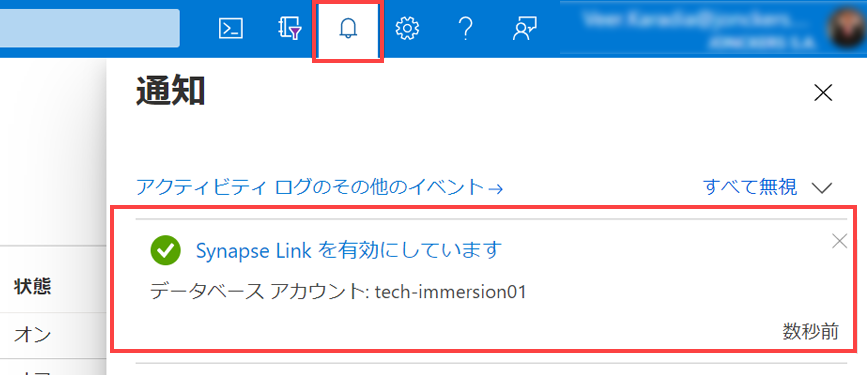 通知
アクティビティ ログのその他のイベント→
すべて無視
Synapse Link を有効にしています
データベース アカウント: tech-immersion01
数秒前
状態
オン